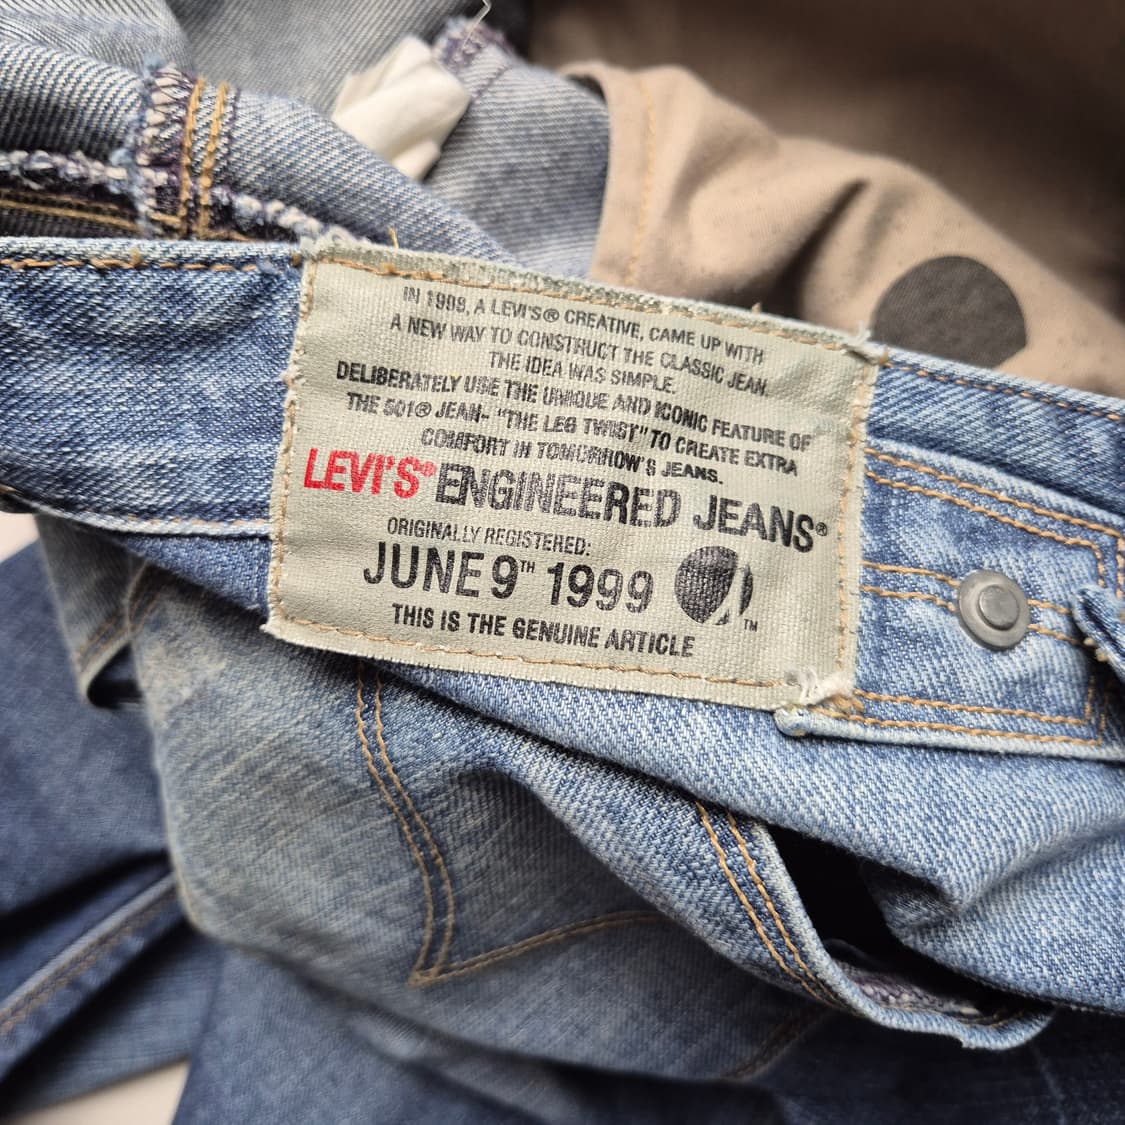 IN 1998, A LEVI'S® CREATIVE, CAME UP WITH
A NEW WAY TO CONSTRUCT THE CLASSIC JEAN.
THE IDEA WAS SIMPLE.
DELIBERATELY USE THE UNIQUE AND ICONIC FEATURE OF
THE 501® JEAN- "THE LEG TWIST" TO CREATE EXTRA
COMFORT IN TOMORROW'S JEANS.
LEVI'S® ENGINEERED JEANS®
ORIGINALLY REGISTERED:
JUNE 9TH 1999
TM
THIS IS THE GENUINE ARTICLE